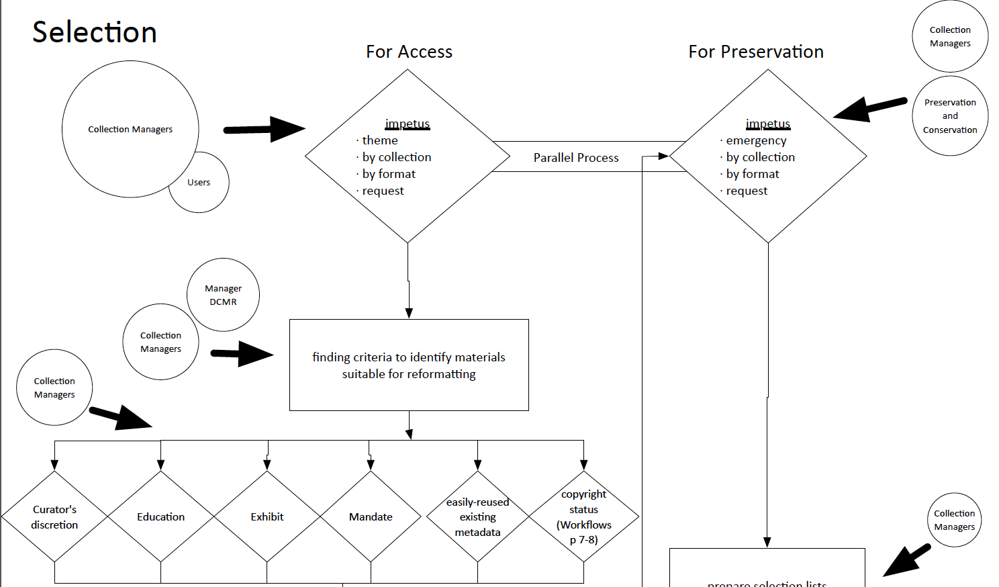 Selection
For Access
For Preservation
Collection
Managers
Preservation
and
Conservation
Collection Managers
Users
impetus
· theme
· by collection
· by format
· request
Parallel Process
impetus
· emergency
· by collection
· by format
· request
Manager
DCMR
Collection
Managers
finding criteria to identify materials
suitable for reformatting
Collection
Managers
Curator's
discretion
Education
Exhibit
Mandate
easily-reused
existing
metadata
copyright
status
(Workflows
p 7-8)
Collection
Managers
prepare selection lists